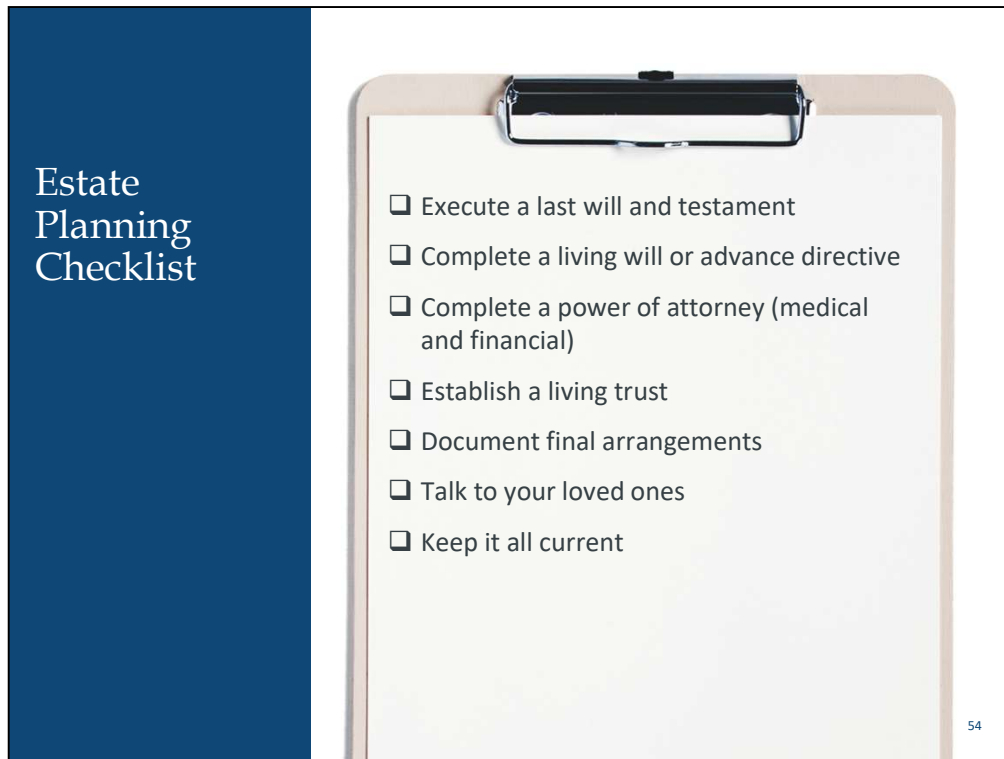 Estate
Planning
Checklist
❑ Execute a last will and testament
❑ Complete a living will or advance directive
❑ Complete a power of attorney (medical
and financial)
❑ Establish a living trust
❑ Document final arrangements
❑ Talk to your loved ones
❑ Keep it all current
54